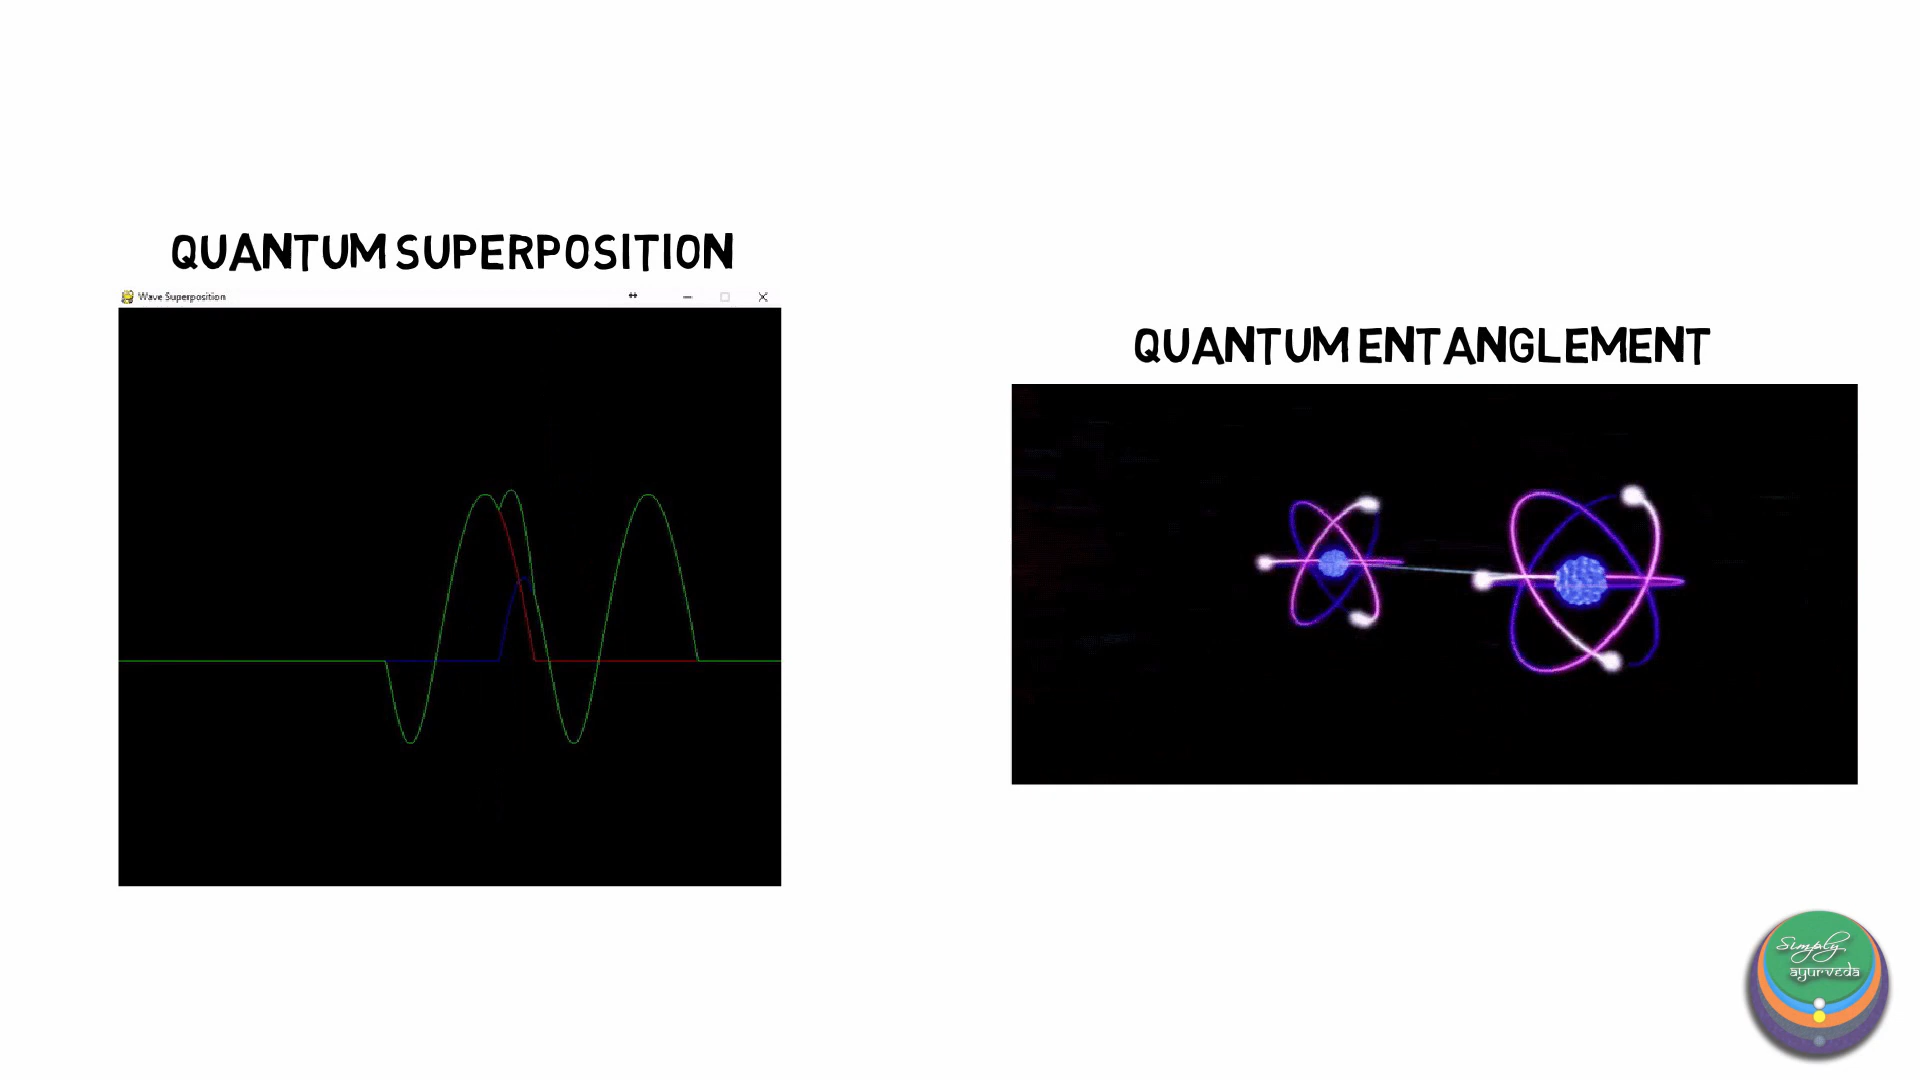 QUANTUM SUPERPOSITION
Wave Superposition
QUANTUM ENTANGLEMENT
Simply
ayurveda